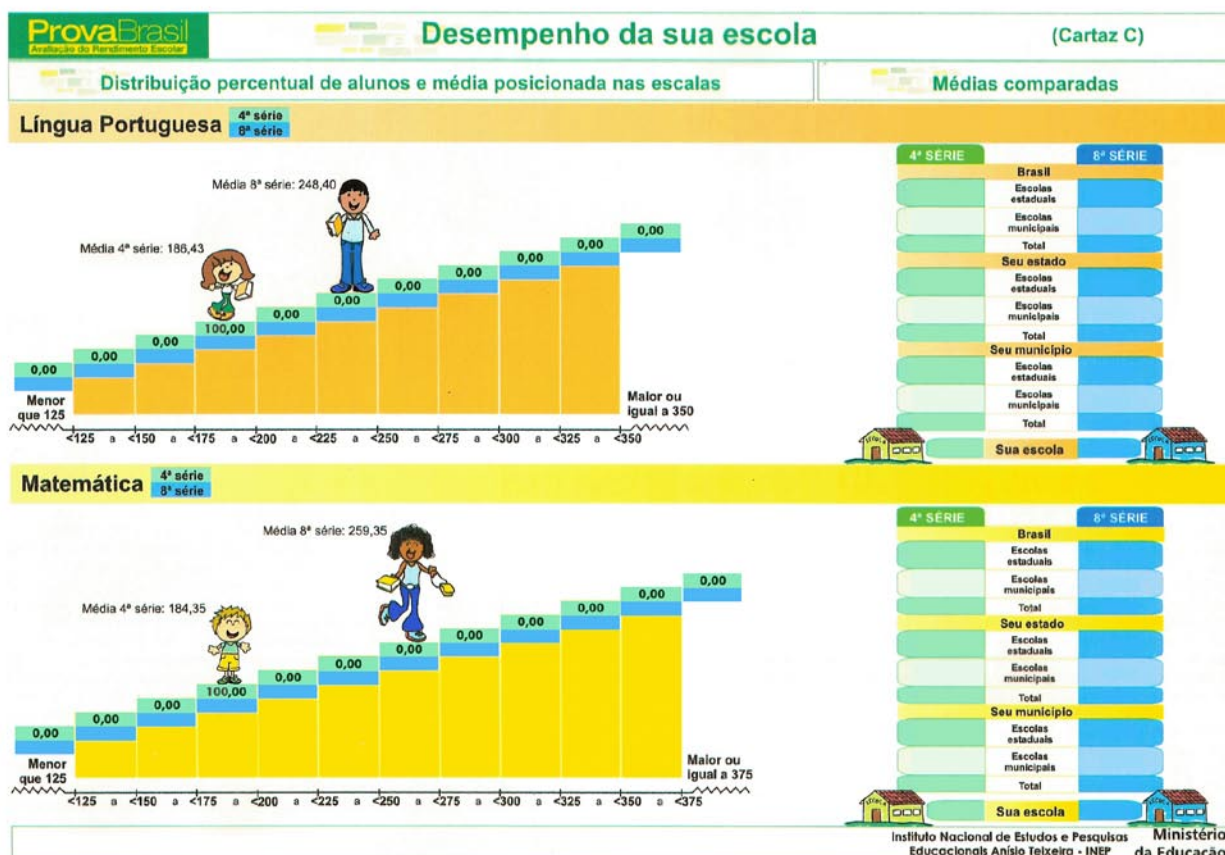 ProvaBrasil
Avaliação do Rendimento Escolar
Desempenho da sua escola
(Cartaz C)
Distribuição percentual de alunos e média posicionada nas escalas
Médias comparadas
Língua Portuguesa
4ª série
8ª série
Média 8ª série: 248,40
Média 4ª série: 186,43
0,00
0,00
0,00
100,00
0,00
0,00
0,00
0,00
0,00
0,00
0,00
Menor
que 125
Maior ou
igual a 350
<125 a <150 a <175 a <200 a <225 a <250 a <275 a <300 a <325 a <350
4ª SÉRIE
8ª SÉRIE
Brasil
Escolas
estaduais
Escolas
municipais
Total
Seu estado
Escolas
estaduais
Escolas
municipais
Total
Seu município
Escolas
estaduais
Escolas
municipais
Total
ESCOLA
Sua escola
ESCOLA
Matemática
4ª série
8ª série
Média 8ª série: 259,35
Média 4ª série: 184,35
0,00
0,00
0,00
100,00
0,00
0,00
0,00
0,00
0,00
0,00
0,00
0,00
Menor
que 125
Maior ou
igual a 375
<125 a <150 a <175 a <200 a <225 a <250 a <275 a <300 a <325 a <350 a <375
4ª SÉRIE
8ª SÉRIE
Brasil
Escolas
estaduais
Escolas
municipais
Total
Seu estado
Escolas
estaduais
Escolas
municipais
Total
Seu município
Escolas
estaduais
Escolas
municipais
Total
ESCOLA
Sua escola
ESCOLA
Instituto Nacional de Estudos e Pesquisas
Educacionais Anísio Teixeira - INEP
Ministério
da Educação